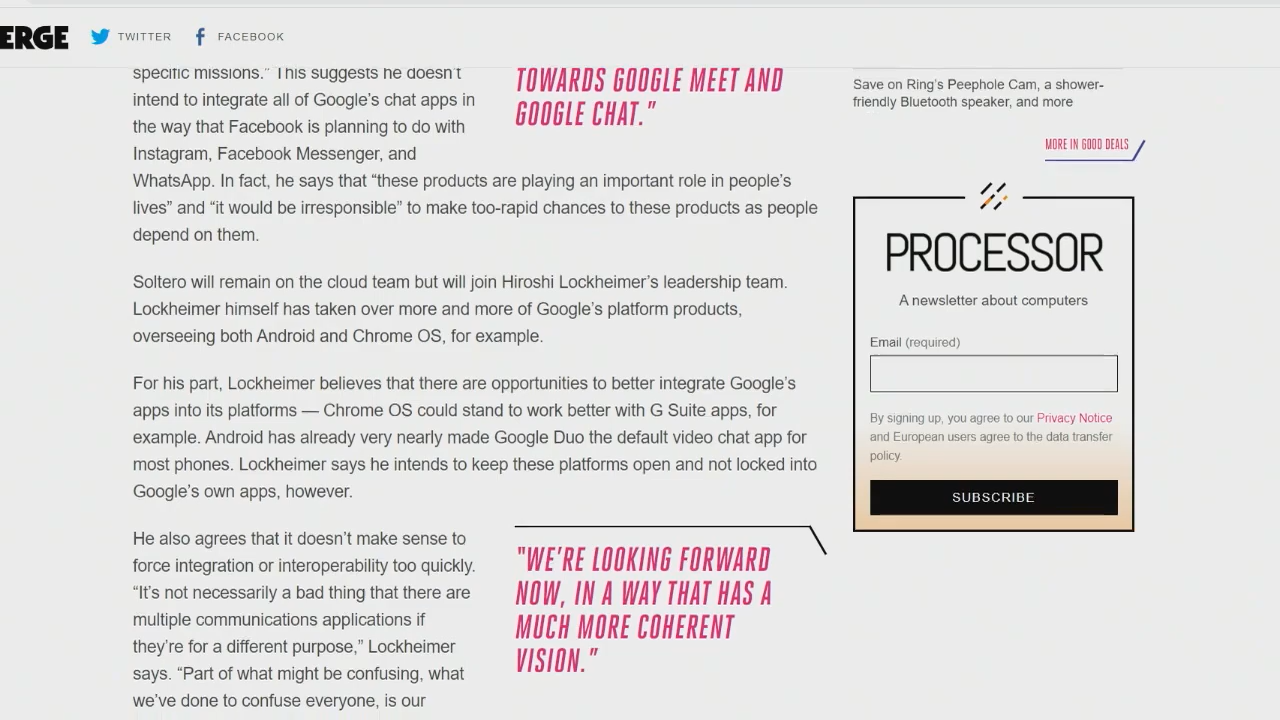 ERGE
TWITTER
FACEBOOK
specific missions.” This suggests he doesn’t
intend to integrate all of Google’s chat apps in
the way that Facebook is planning to do with
Instagram, Facebook Messenger, and
WhatsApp. In fact, he says that “these products are playing an important role in people’s
lives” and “it would be irresponsible” to make too-rapid chances to these products as people
depend on them.
TOWARDS GOOGLE MEET AND
GOOGLE CHAT.”
Soltero will remain on the cloud team but will join Hiroshi Lockheimer’s leadership team.
Lockheimer himself has taken over more and more of Google’s platform products,
overseeing both Android and Chrome OS, for example.
For his part, Lockheimer believes that there are opportunities to better integrate Google’s
apps into its platforms — Chrome OS could stand to work better with G Suite apps, for
example. Android has already very nearly made Google Duo the default video chat app for
most phones. Lockheimer says he intends to keep these platforms open and not locked into
Google’s own apps, however.
He also agrees that it doesn’t make sense to
force integration or interoperability too quickly.
“It’s not necessarily a bad thing that there are
multiple communications applications if
they’re for a different purpose,” Lockheimer
says. “Part of what might be confusing, what
we’ve done to confuse everyone, is our
"WE’RE LOOKING FORWARD
NOW, IN A WAY THAT HAS A
MUCH MORE COHERENT
VISION.”
Save on Ring’s Peephole Cam, a shower-
friendly Bluetooth speaker, and more
MORE IN GOOD DEALS
PROCESSOR
A newsletter about computers
Email (required)
By signing up, you agree to our Privacy Notice
and European users agree to the data transfer
policy.
SUBSCRIBE